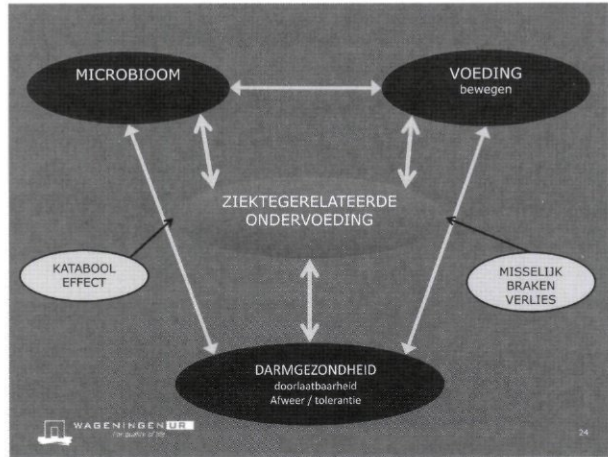 MICROBIOOM
VOEDING
bewegen
ZIEKTEGERELATEERDE
ONDERVOEDING
KATABOOL
EFFECT
MISSELIJK
BRAKEN
VERLIES
DARMGEZONDHEID
doorlaatbaarheid
Afweer / tolerantie
WAGENINGEN UR
For quality of life
24